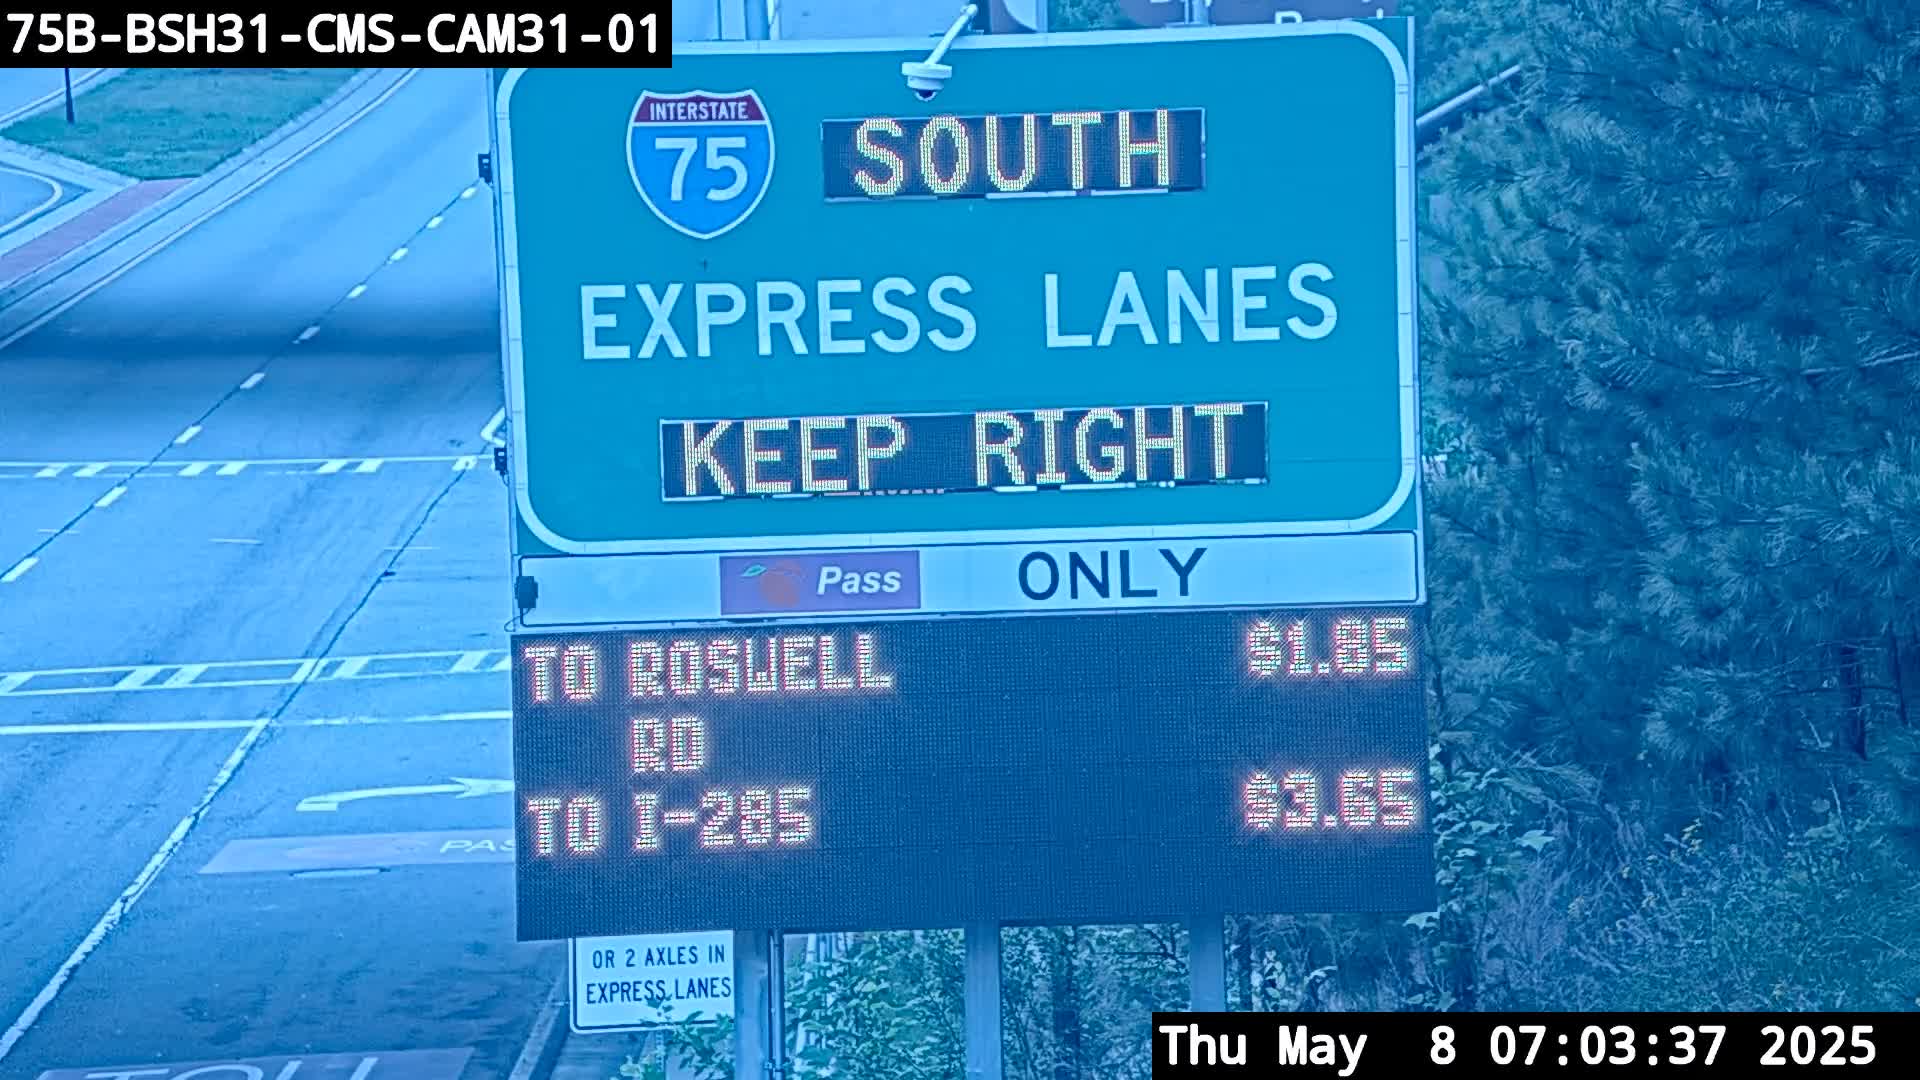 75B-BSH31-CMS-CAM31-01
INTERSTATE
75
SOUTH
EXPRESS LANES
KEEP RIGHT
Pass ONLY
TO ROSWELL $1.85
RD
TO I-285 $3.65
OR 2 AXLES IN
EXPRESS LANES
TOLL
Thu May 8 07:03:37 2025